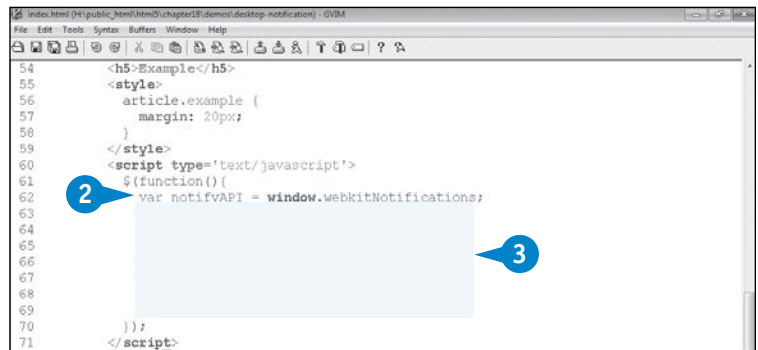 index.html (H:\public_html\html5\chapter18\demos\desktop-notification) - GVIM
File Edit Tools Syntax Buffers Window Help
54 <h5>Example</h5>
55 <style>
56 article.example {
57 margin: 20px;
58 }
59 </style>
60 <script type='text/javascript'>
61 $(function(){
2
62 var notifyAPI = window.webkitNotifications;
63
64
65
3
66
67
68
69
70 });
71 </script>